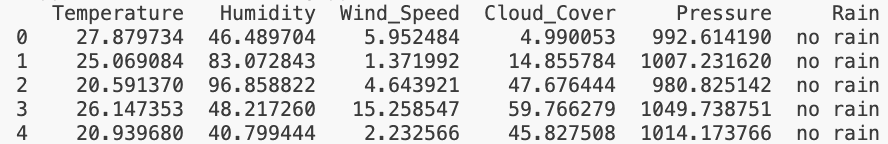 Temperature Humidity Wind_Speed Cloud_Cover Pressure Rain
0 27.879734 46.489704 5.952484 4.990053 992.614190 no rain
1 25.069084 83.072843 1.371992 14.855784 1007.231620 no rain
2 20.591370 96.858822 4.643921 47.676444 980.825142 no rain
3 26.147353 48.217260 15.258547 59.766279 1049.738751 no rain
4 20.939680 40.799444 2.232566 45.827508 1014.173766 no rain